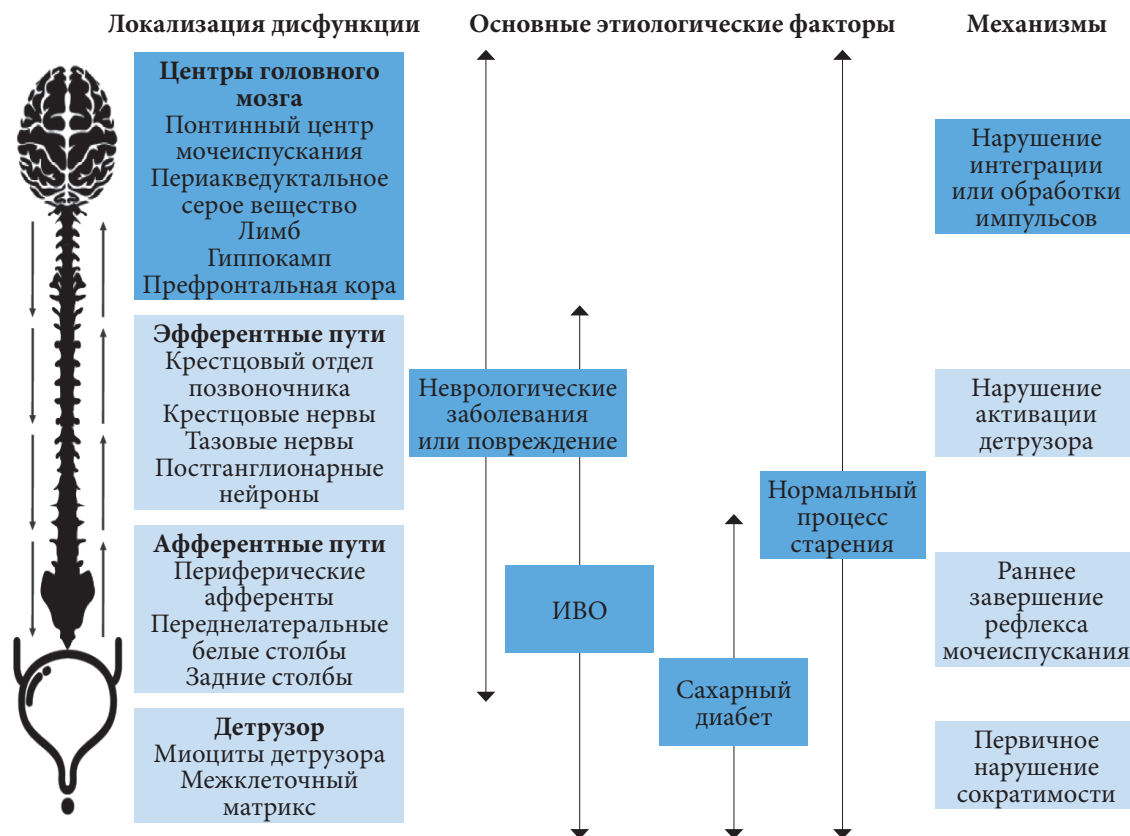 Локализация дисфункции
Основные этиологические факторы
Механизмы
Центры головного
мозга
Понтинный центр
мочеиспускания
Периакведуктальное
серое вещество
Лимб
Гиппокамп
Префронтальная кора
Эфферентные пути
Крестцовый отдел
позвоночника
Крестцовые нервы
Тазовые нервы
Постганглионарные
нейроны
Афферентные пути
Периферические
афференты
Переднелатеральные
белые столбы
Задние столбы
Детрузор
Миоциты детрузора
Межклеточный
матрикс
Неврологические
заболевания
или повреждение
ИВО
Сахарный
диабет
Нормальный
процесс
старения
Нарушение
интеграции
или обработки
импульсов
Нарушение
активации
детрузора
Раннее
завершение
рефлекса
мочеиспускания
Первичное
нарушение
сократимости